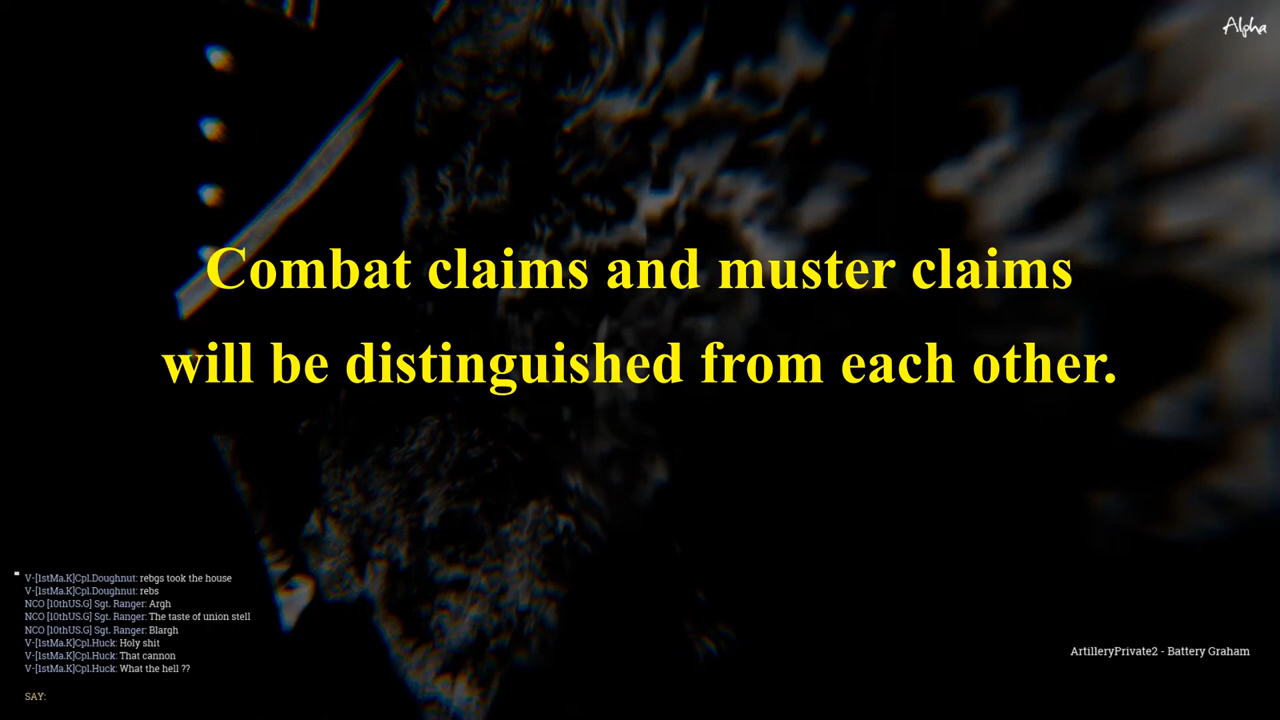 Alpha
Combat claims and muster claims
will be distinguished from each other.
V-[1stMa.K]Cpl.Doughnut: rebgs took the house
V-[1stMa.K]Cpl.Doughnut: rebs
NCO [10thUS.G] Sgt. Ranger: Argh
NCO [10thUS.G] Sgt. Ranger: The taste of union stell
NCO [10thUS.G] Sgt. Ranger: Blargh
V-[1stMa.K]Cpl.Huck: Holy shit
V-[1stMa.K]Cpl.Huck: That cannon
V-[1stMa.K]Cpl.Huck: What the hell ??
SAY:
ArtilleryPrivate2 - Battery Graham